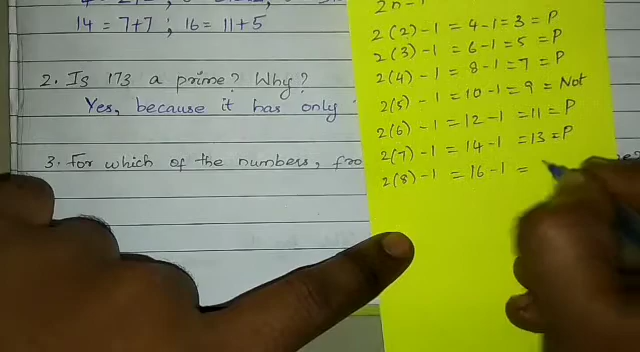 14 = 7+7 ; 16 = 11+5
2. Is 173 a prime? Why?
Yes, because it has only
3. For which of the numbers,
2n-1
2(2)-1 = 4-1 = 3 = P
2(3)-1 = 6-1 = 5 = P
2(4)-1 = 8-1 = 7 = P
2(5)-1 = 10-1 = 9 = Not
2(6)-1 = 12-1 = 11 = P
2(7)-1 = 14-1 = 13 = P
2(8)-1 = 16-1 =